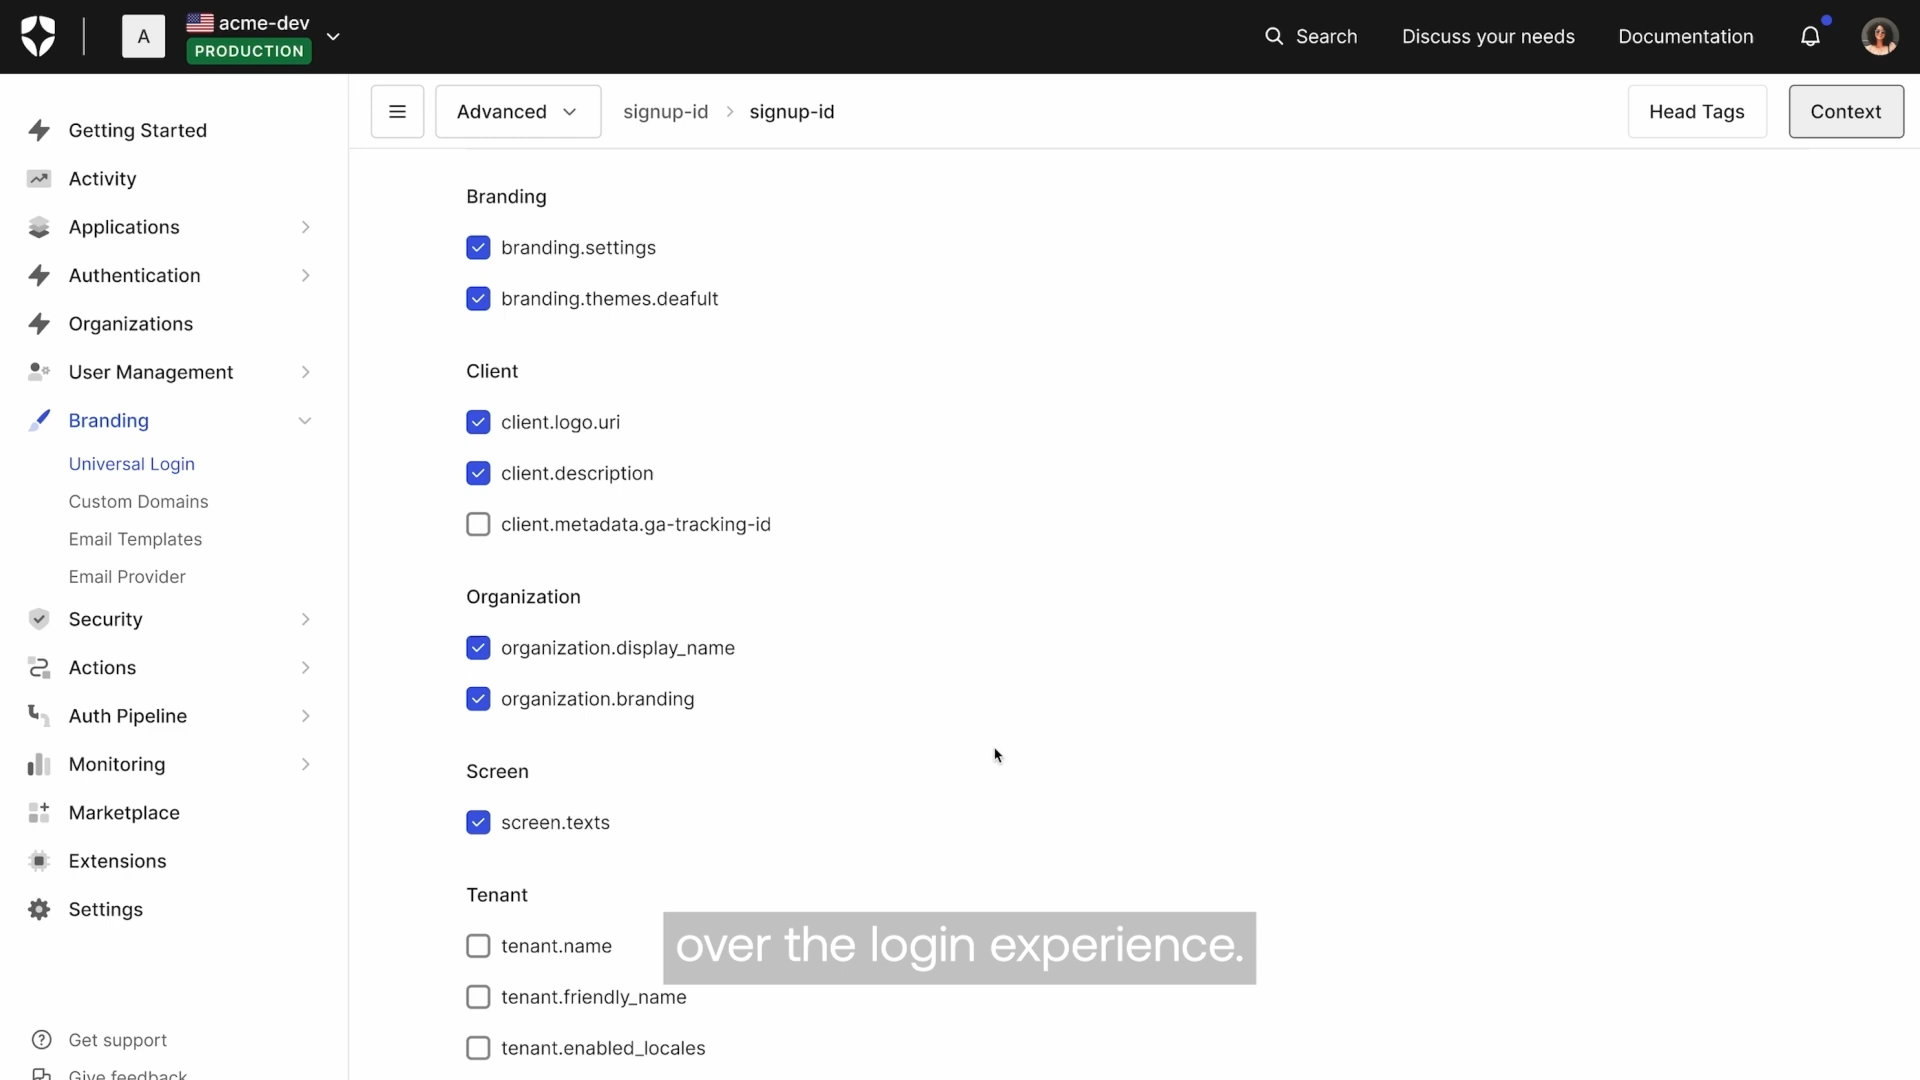 A
acme-dev
PRODUCTION
Search
Discuss your needs
Documentation
Getting Started
Activity
Applications
Authentication
Organizations
User Management
Branding
Universal Login
Custom Domains
Email Templates
Email Provider
Security
Actions
Auth Pipeline
Monitoring
Marketplace
Extensions
Settings
Get support
Give feedback
Advanced
signup-id > signup-id
Head Tags
Context
Branding
branding.settings
branding.themes.deafult
Client
client.logo.uri
client.description
client.metadata.ga-tracking-id
Organization
organization.display_name
organization.branding
Screen
screen.texts
Tenant
tenant.name
over the login experience.
tenant.friendly_name
tenant.enabled_locales